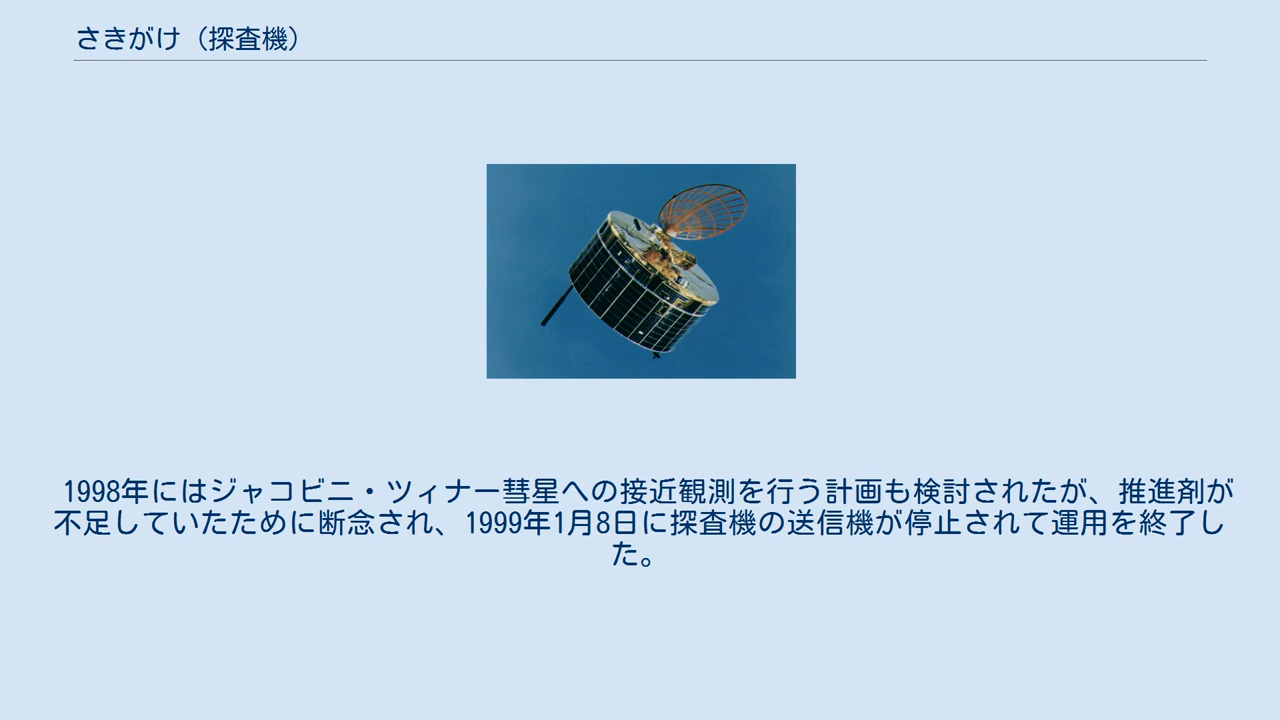 さきがけ（探査機）
1998年にはジャコビニ・ツィナー彗星への接近観測を行う計画も検討されたが、推進剤が
不足していたために断念され、1999年1月8日に探査機の送信機が停止されて運用を終了し
た。